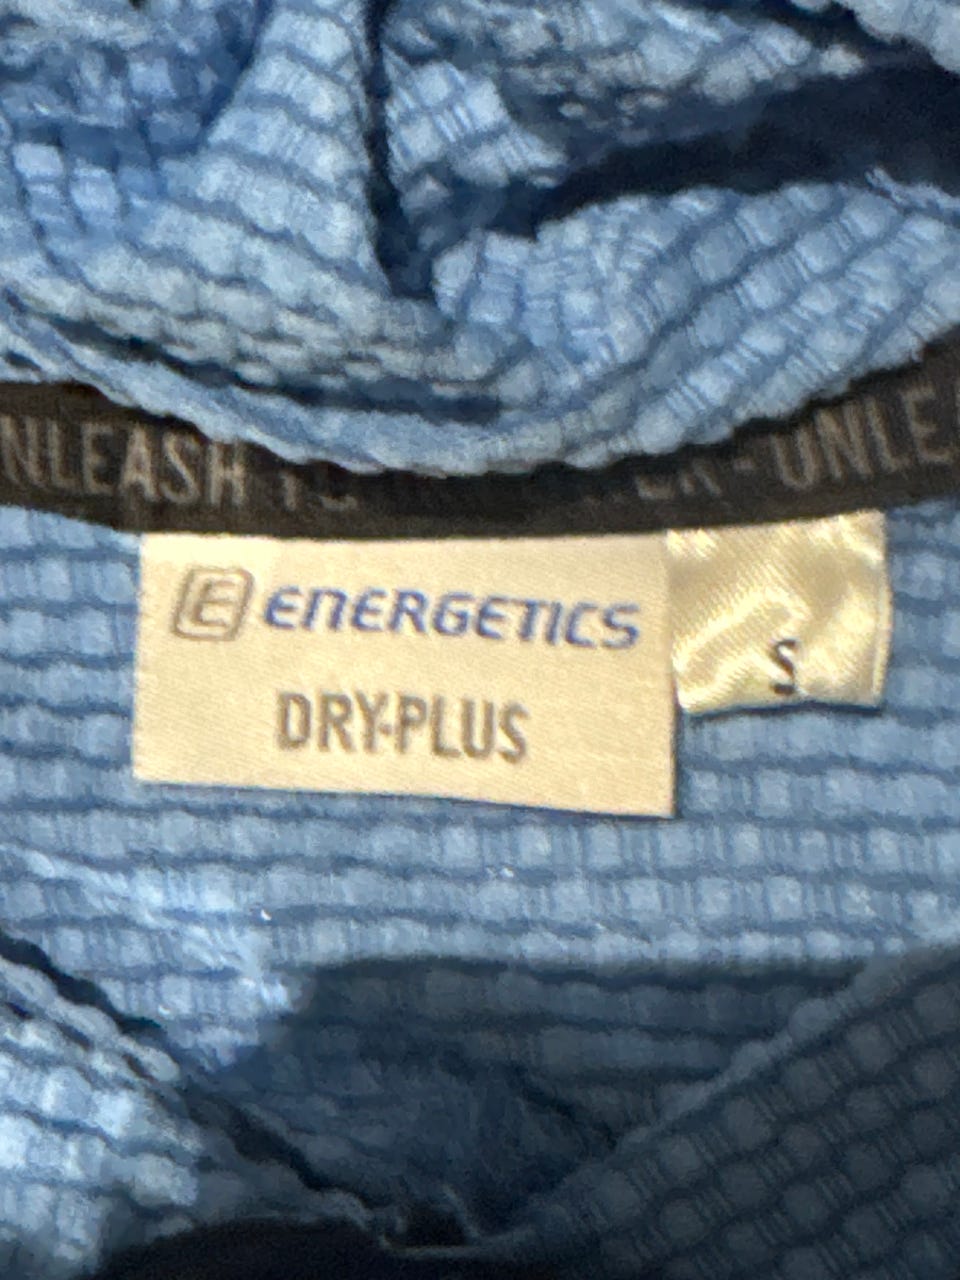 NLEASH
-UNLE
E ENERGETICS
DRY-PLUS
S